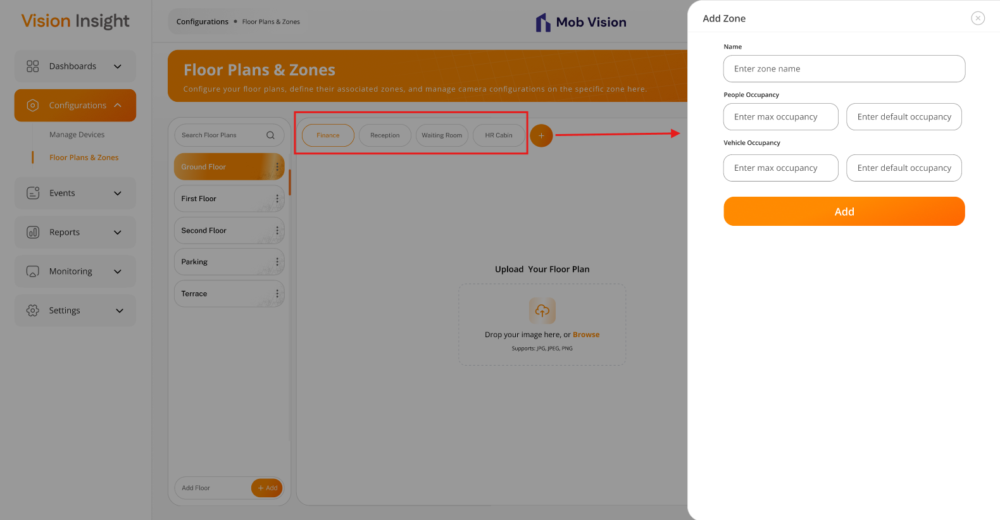 Vision Insight
Configurations • Floor Plans & Zones
Mob Vision
Dashboards
Configurations
Manage Devices
Floor Plans & Zones
Events
Reports
Monitoring
Settings
Floor Plans & Zones
Configure your floor plans, define their associated zones, and manage camera configurations on the specific zone here.
Search Floor Plans
Ground Floor
First Floor
Second Floor
Parking
Terrace
Add Floor
+ Add
Finance
Reception
Waiting Room
HR Cabin
+
Upload Your Floor Plan
Drop your image here, or Browse
Supports: JPG, JPEG, PNG
Add Zone
Name
Enter zone name
People Occupancy
Enter max occupancy
Enter default occupancy
Vehicle Occupancy
Enter max occupancy
Enter default occupancy
Add